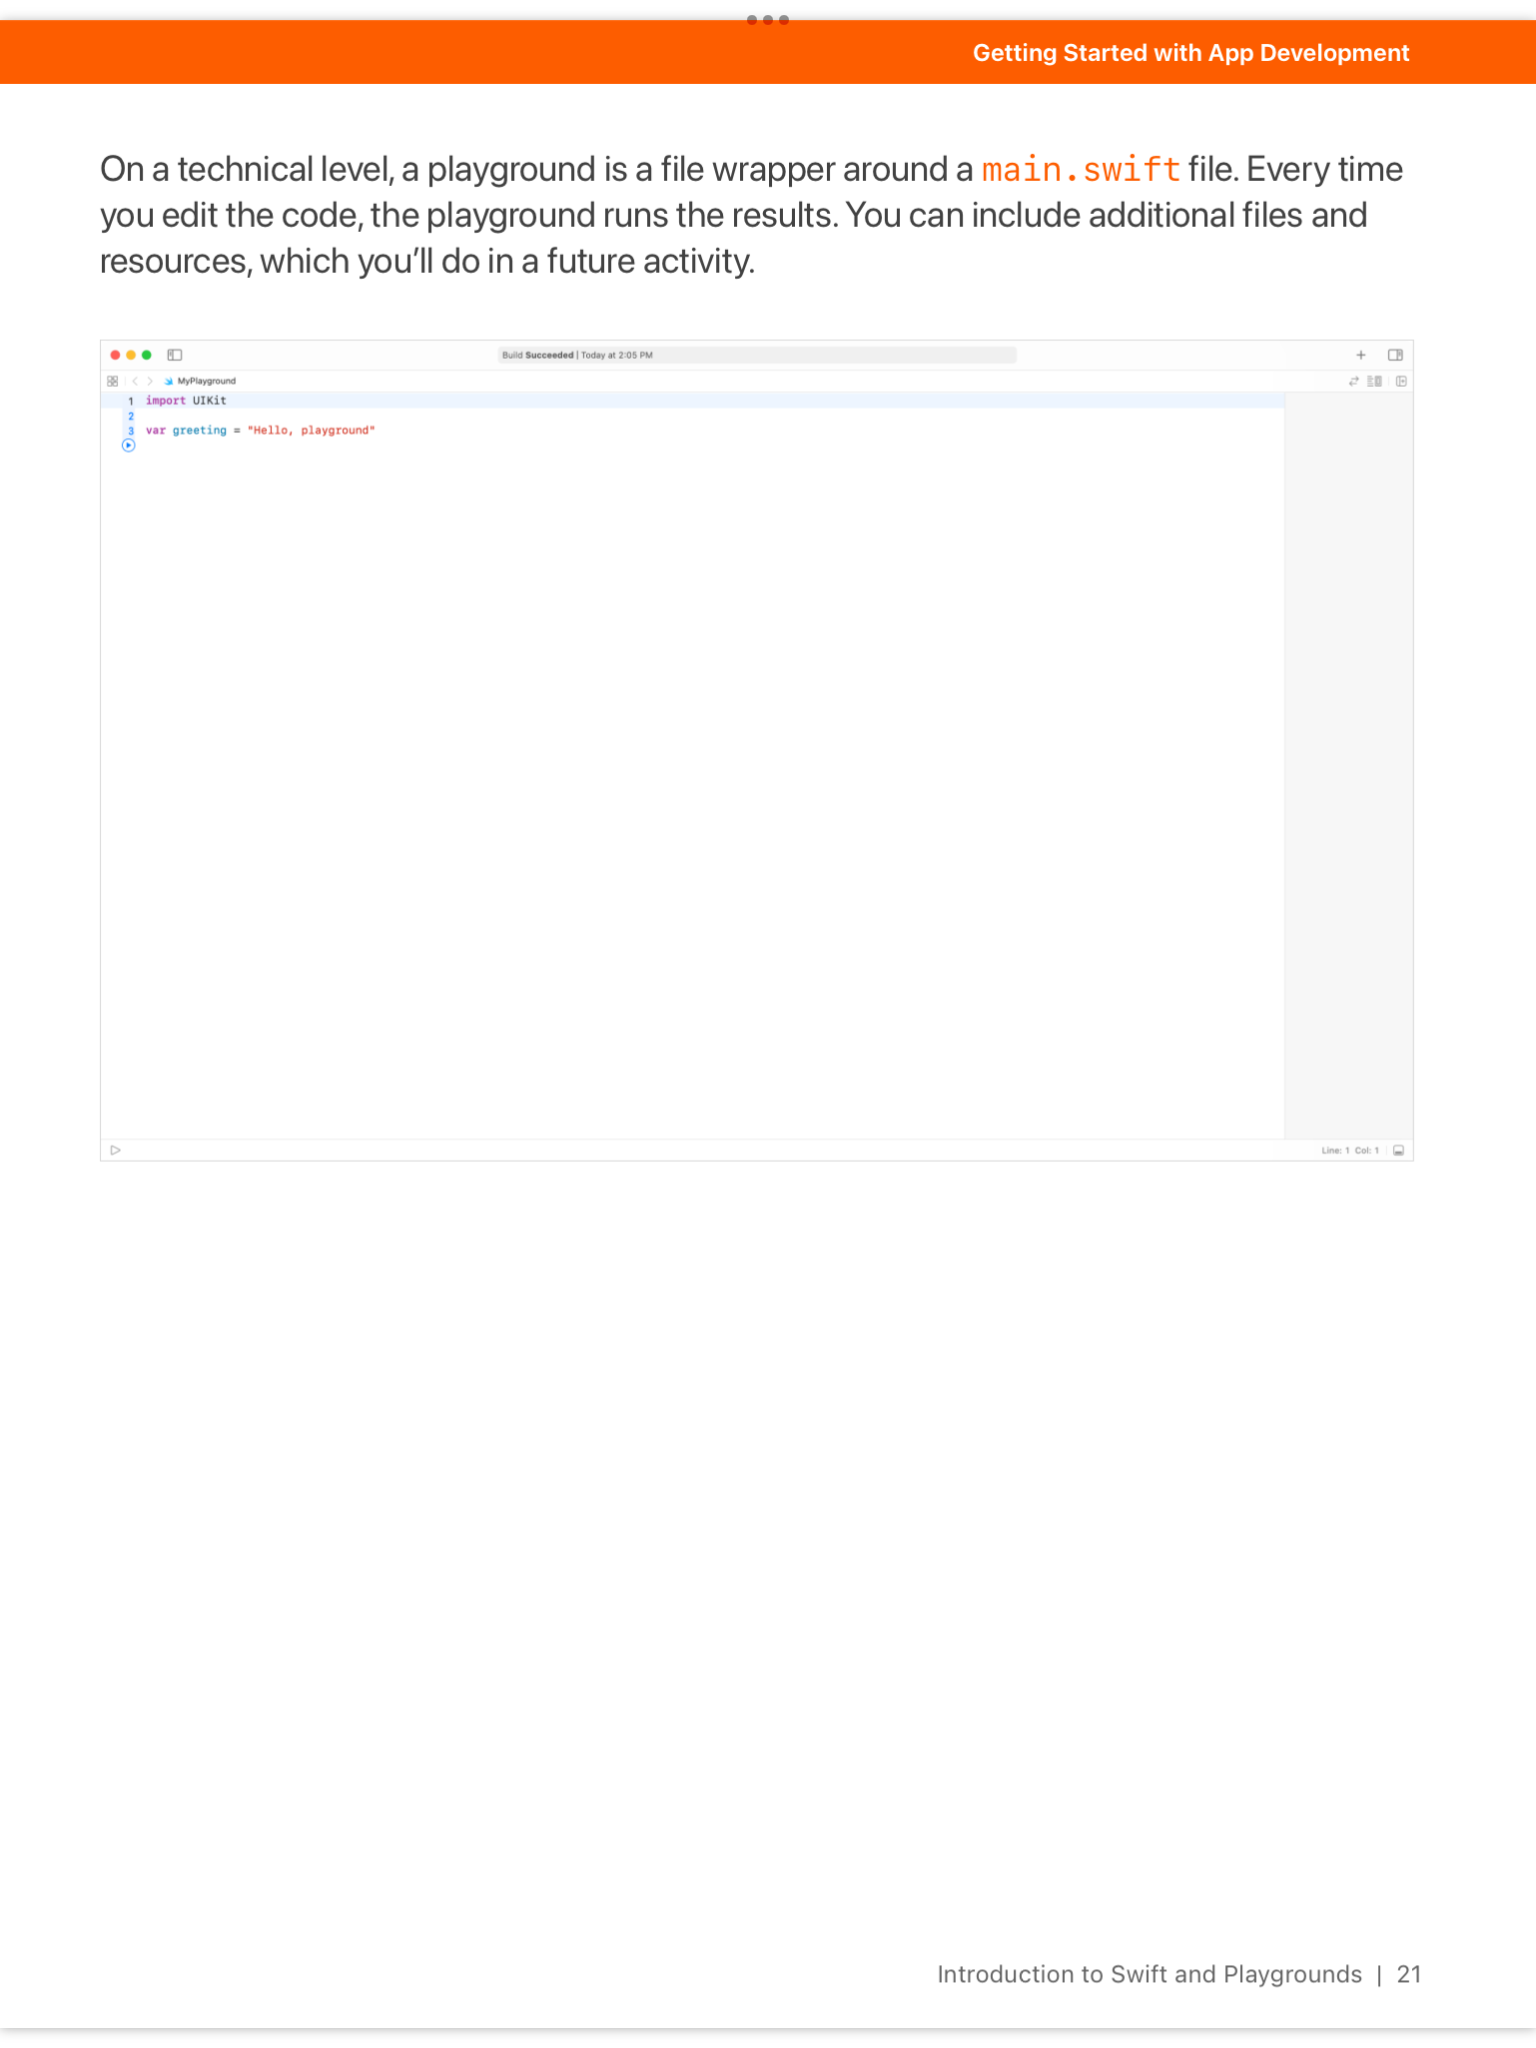 Getting Started with App Development
On a technical level, a playground is a file wrapper around a main.swift file. Every time
you edit the code, the playground runs the results. You can include additional files and
resources, which you’ll do in a future activity.
Build Succeeded | Today at 2:05 PM
MyPlayground
1 import UIKit
2
3 var greeting = "Hello, playground"
Line: 1 Col: 1
Introduction to Swift and Playgrounds | 21